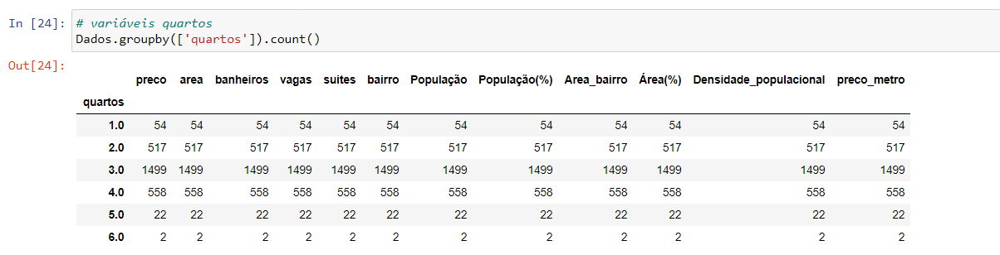 In [24]: # variáveis quartos
Dados.groupby(['quartos']).count()
Out[24]:
preco area banheiros vagas suites bairro População População(%) Area_bairro Área(%) Densidade_populacional preco_metro
quartos
1.0 54 54 54 54 54 54 54 54 54 54 54 54
2.0 517 517 517 517 517 517 517 517 517 517 517 517
3.0 1499 1499 1499 1499 1499 1499 1499 1499 1499 1499 1499 1499
4.0 558 558 558 558 558 558 558 558 558 558 558 558
5.0 22 22 22 22 22 22 22 22 22 22 22 22
6.0 2 2 2 2 2 2 2 2 2 2 2 2